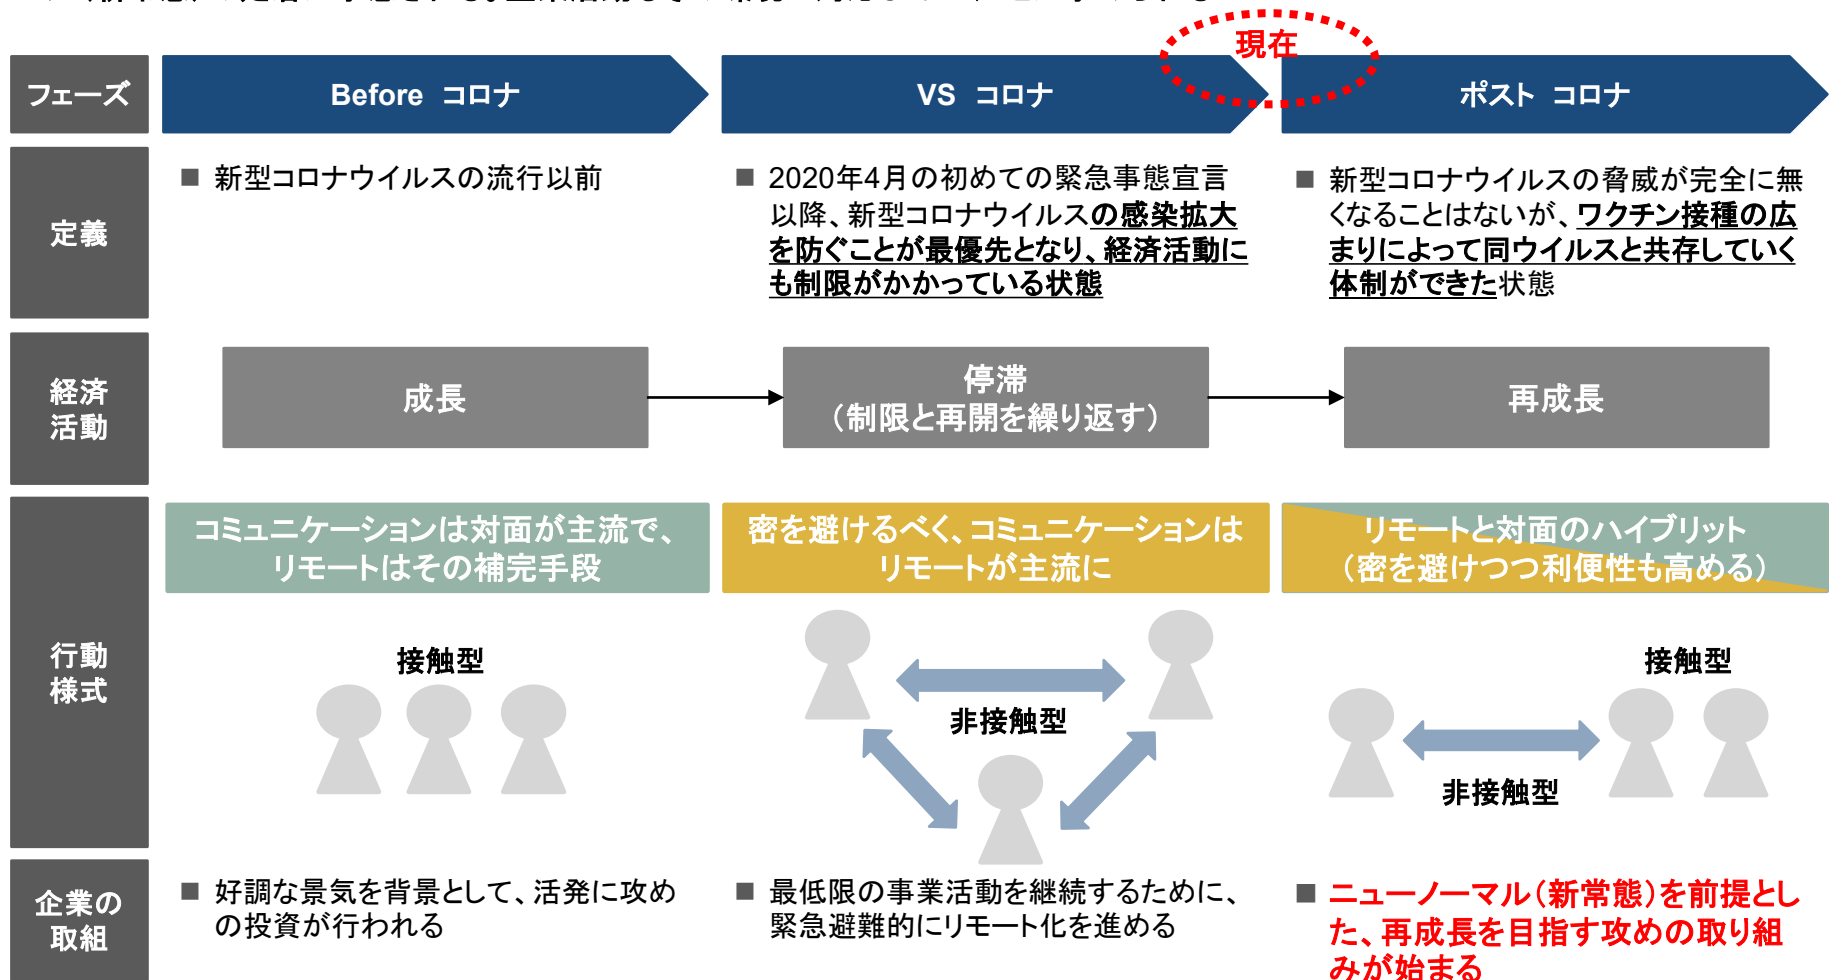 現在
フェーズ
Before コロナ
VS コロナ
ポスト コロナ
定義
■ 新型コロナウイルスの流行以前
■ 2020年4月の初めての緊急事態宣言
以降、新型コロナウイルスの感染拡大
を防ぐことが最優先となり、経済活動に
も制限がかかっている状態
■ 新型コロナウイルスの脅威が完全に無
くなることはないが、ワクチン接種の広
まりによって同ウイルスと共存していく
体制ができた状態
経済
活動
成長
停滞
（制限と再開を繰り返す）
再成長
行動
様式
コミュニケーションは対面が主流で、
リモートはその補完手段
密を避けるべく、コミュニケーションは
リモートが主流に
リモートと対面のハイブリット
（密を避けつつ利便性も高める）
接触型
非接触型
接触型
非接触型
企業の
取組
■ 好調な景気を背景として、活発に攻め
の投資が行われる
■ 最低限の事業活動を継続するために、
緊急避難的にリモート化を進める
■ ニューノーマル（新常態）を前提とし
た、再成長を目指す攻めの取り組
みが始まる